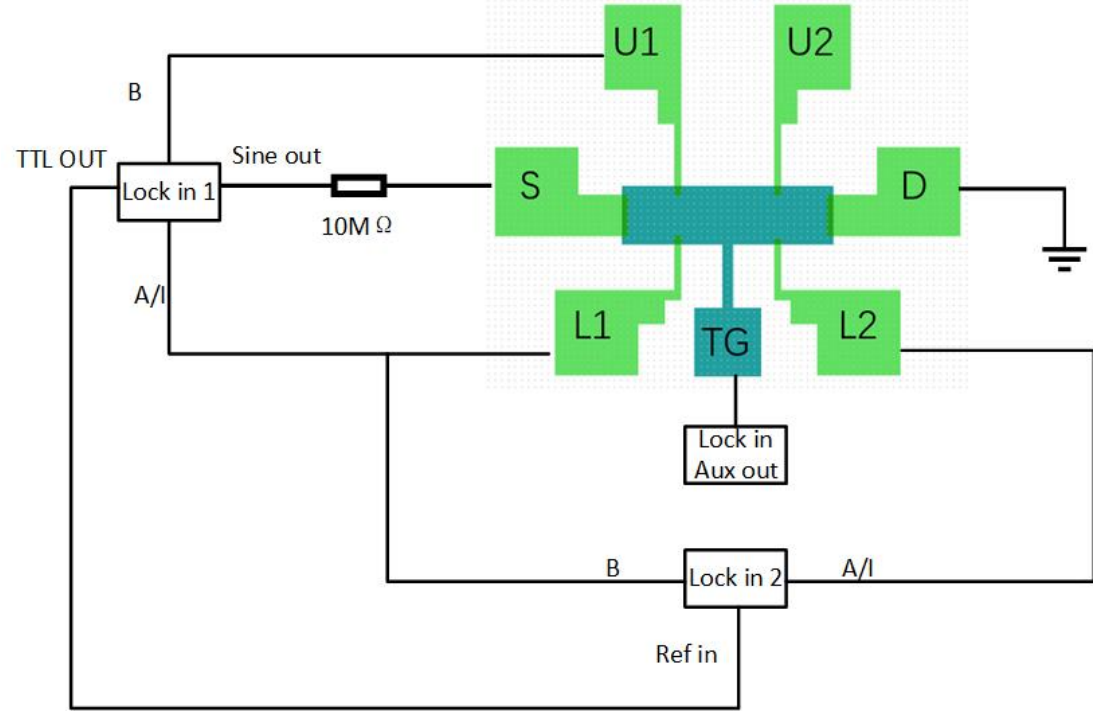 U1
U2
B
TTL OUT
Sine out
Lock in 1
S
D
10M Ω
A/I
L1
TG
L2
Lock in
Aux out
B
Lock in 2
A/I
Ref in